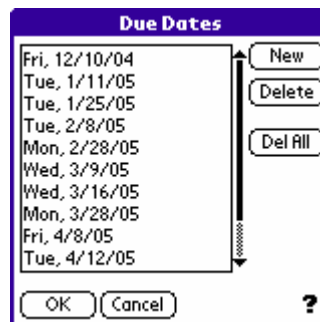 Due Dates
Fri, 12/10/04
Tue, 1/11/05
Tue, 1/25/05
Tue, 2/8/05
Mon, 2/28/05
Wed, 3/9/05
Wed, 3/16/05
Mon, 3/28/05
Fri, 4/8/05
Tue, 4/12/05
New
Delete
Del All
OK
Cancel
?